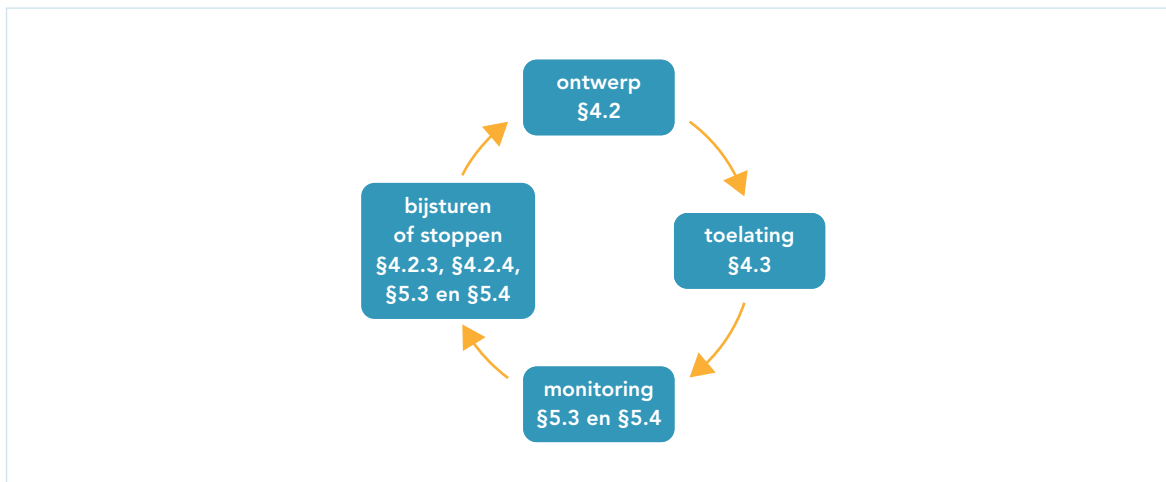 ontwerp
§4.2
toelating
§4.3
monitoring
§5.3 en §5.4
bijsturen
of stoppen
§4.2.3, §4.2.4,
§5.3 en §5.4